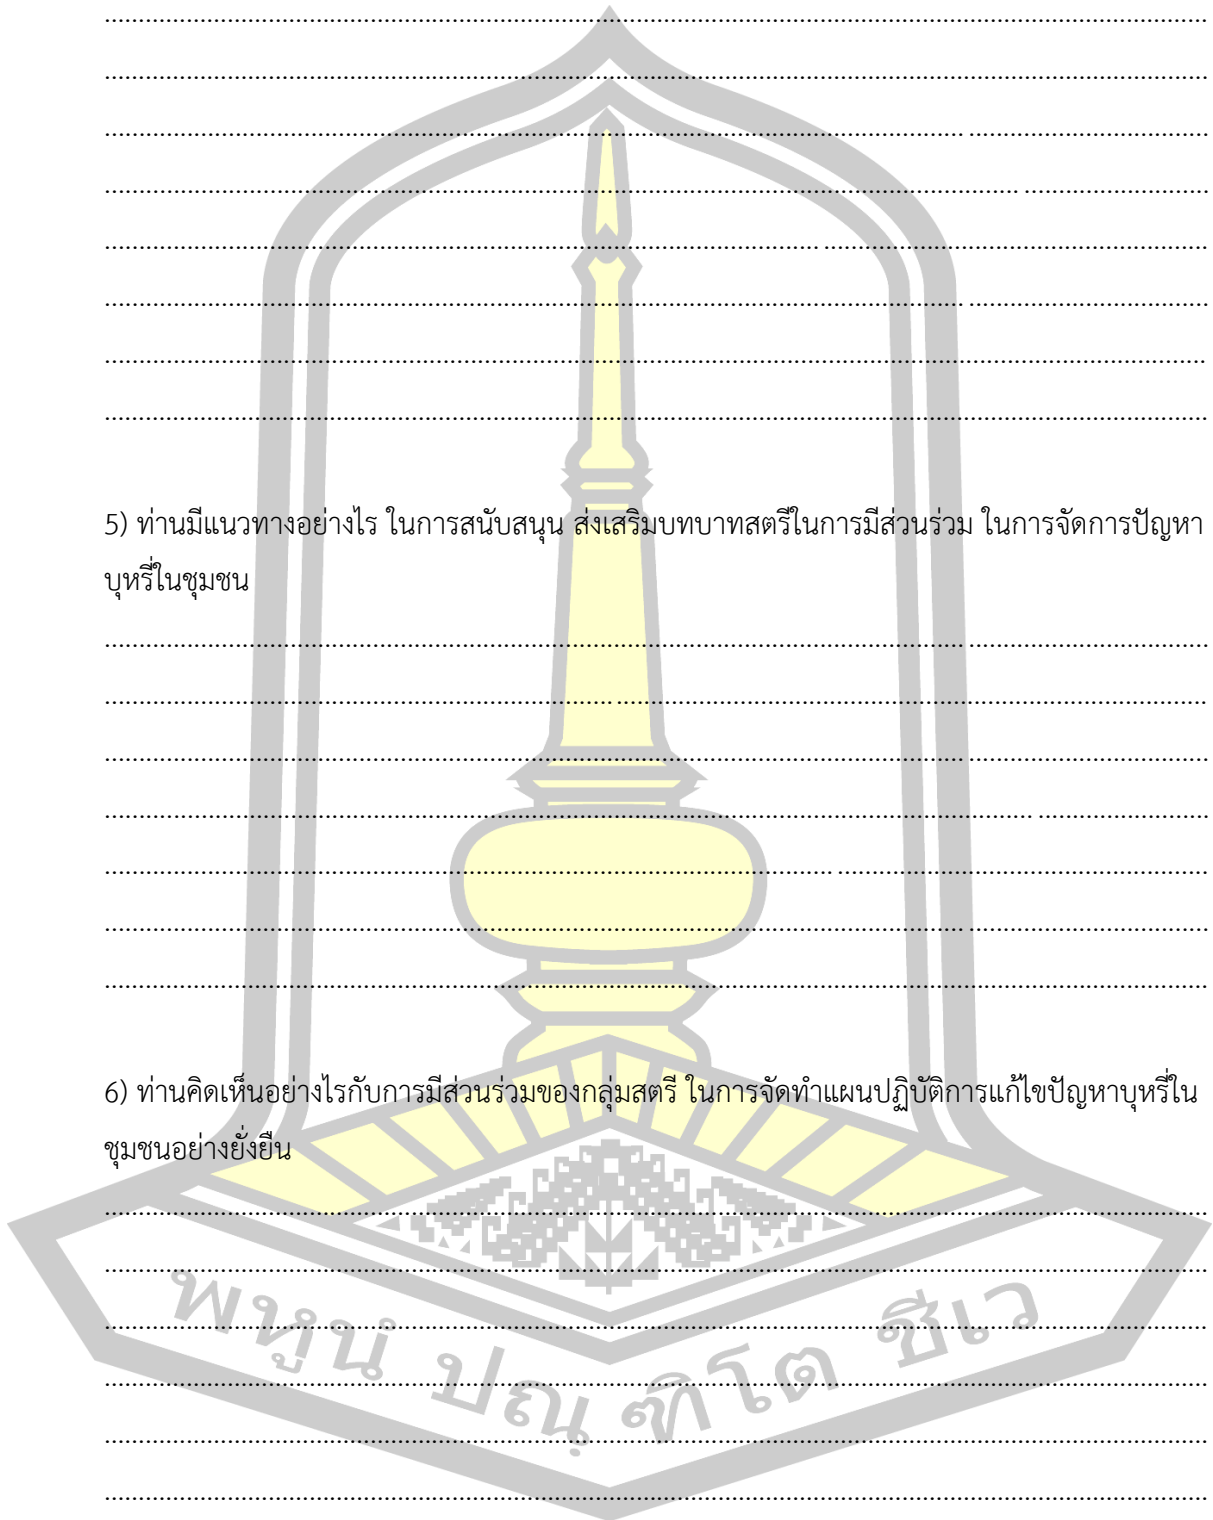 5) ท่านมีแนวทางอย่างไร ในการสนับสนุน ส่งเสริมบทบาทสตรีในการมีส่วนร่วม ในการจัดการปัญหา
บุหรี่ในชุมชน
6) ท่านคิดเห็นอย่างไรกับการมีส่วนร่วมของกลุ่มสตรี ในการจัดทำแผนปฏิบัติการแก้ไขปัญหาบุหรี่ใน
ชุมชนอย่างยั่งยืน
พหูนํ ปณฺ ฑิโต ชีเว